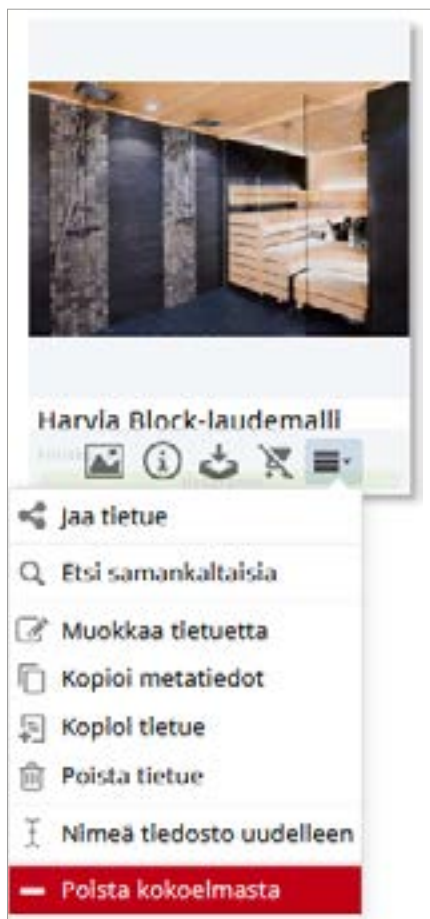 Harvia Block-laudemalli
Jaa tietue
Etsi samankaltaisia
Muokkaa tietuetta
Kopioi metatiedot
Kopioi tietue
Poista tietue
Nimeä tiedosto uudelleen
Poista kokoelmasta